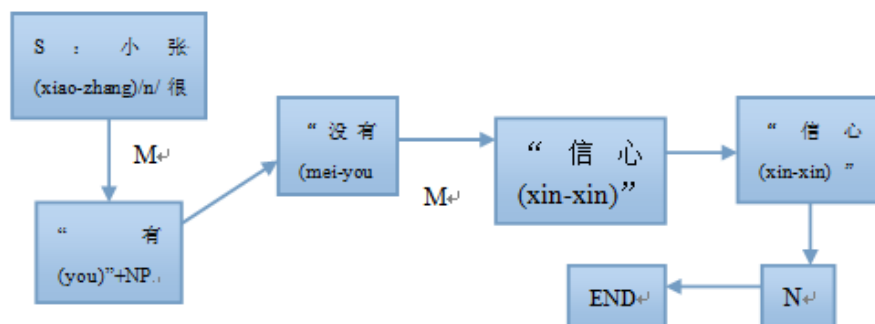 S : 小 张
(xiao-zhang)/n/ 很
M
“ 有
(you)”+NP.
“ 没 有
(mei-you
M
“ 信 心
(xin-xin)”
“ 信 心
(xin-xin) ”
N
END